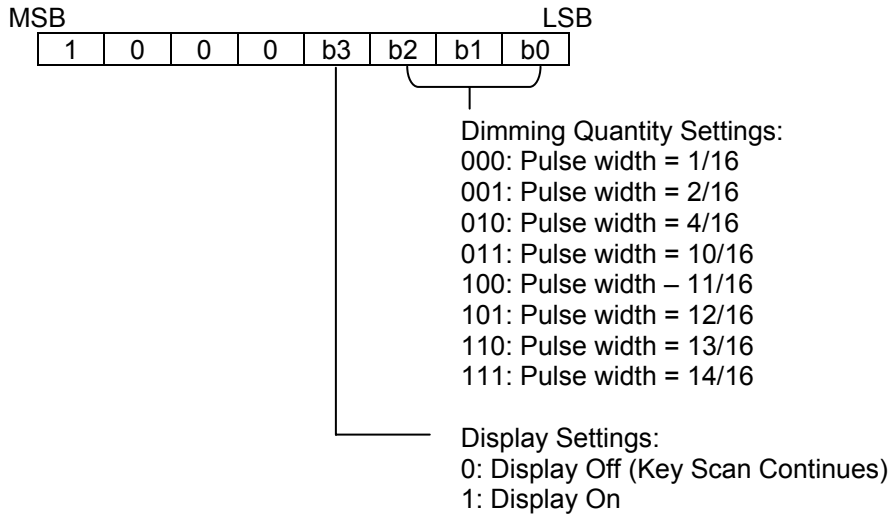 MSB LSB
1 0 0 0 b3 b2 b1 b0
Dimming Quantity Settings:
000: Pulse width = 1/16
001: Pulse width = 2/16
010: Pulse width = 4/16
011: Pulse width = 10/16
100: Pulse width – 11/16
101: Pulse width = 12/16
110: Pulse width = 13/16
111: Pulse width = 14/16
Display Settings:
0: Display Off (Key Scan Continues)
1: Display On